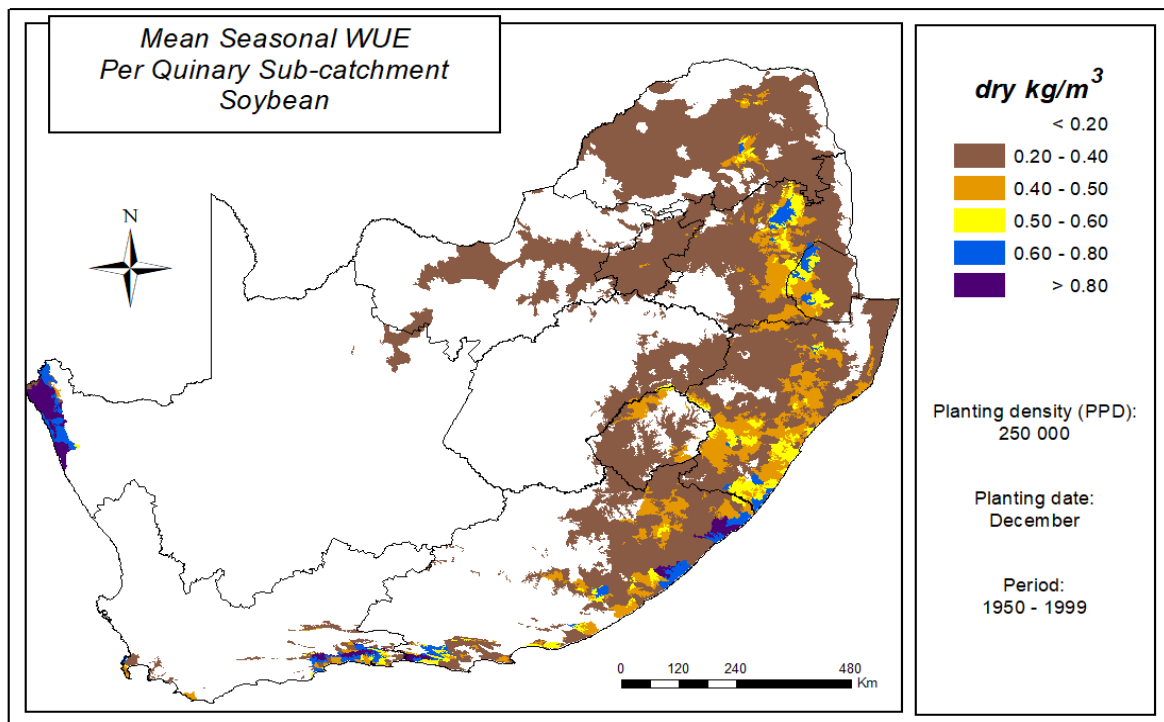 Mean Seasonal WUE
Per Quinary Sub-catchment
Soybean
N
0 120 240 480
Km
dry kg/m³
< 0.20
0.20 - 0.40
0.40 - 0.50
0.50 - 0.60
0.60 - 0.80
> 0.80
Planting density (PPD):
250 000
Planting date:
December
Period:
1950 - 1999